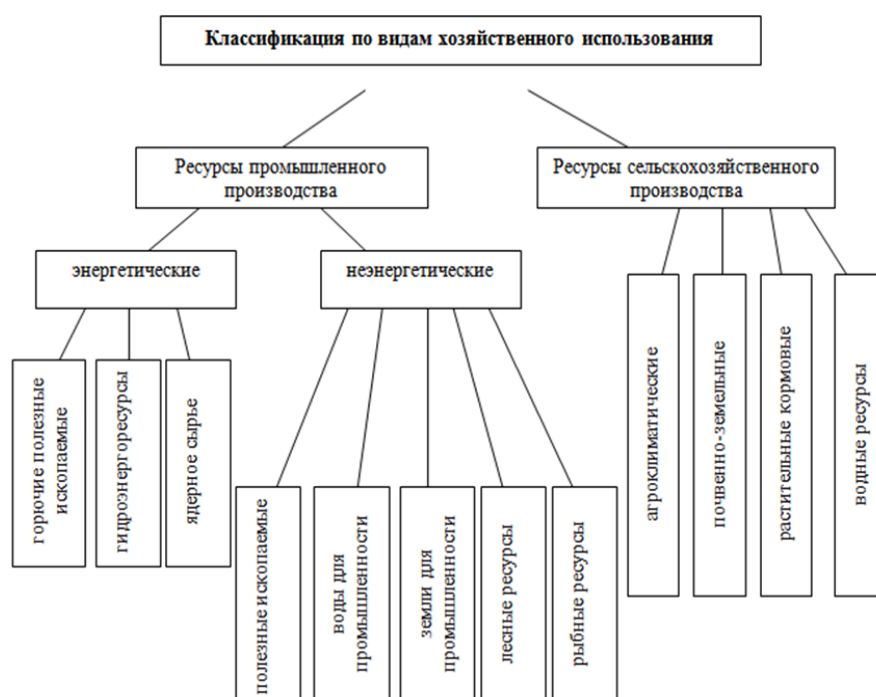 Классификация по видам хозяйственного использования
Ресурсы промышленного
производства
Ресурсы сельскохозяйственного
производства
энергетические
неэнергетические
горючие полезные
ископаемые
гидроэнергоресурсы
ядерное сырье
полезные ископаемые
воды для
промышленности
земли для
промышленности
лесные ресурсы
рыбные ресурсы
агроклиматические
почвенно-земельные
растительные кормовые
водные ресурсы